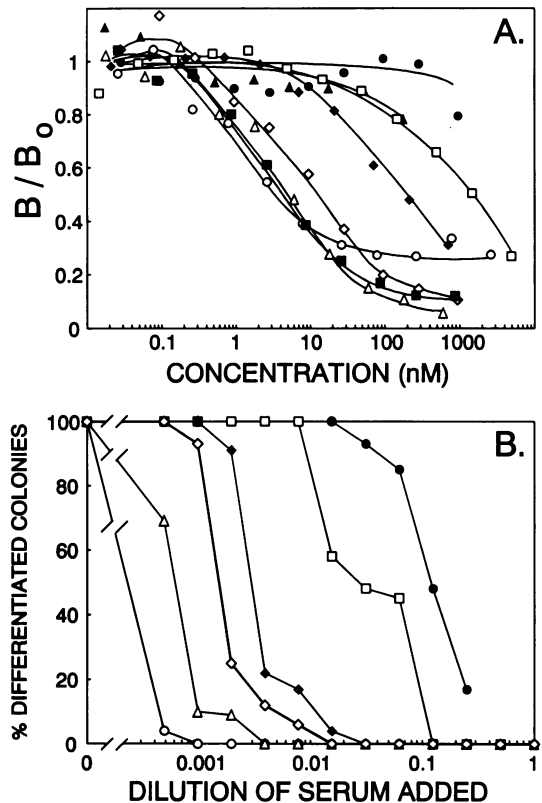 A.
B / Bo
1
0.8
0.6
0.4
0.2
0
0.1 1 10 100 1000
CONCENTRATION (nM)
B.
% DIFFERENTIATED COLONIES
100
80
60
40
20
0
0 0.001 0.01 0.1 1
DILUTION OF SERUM ADDED